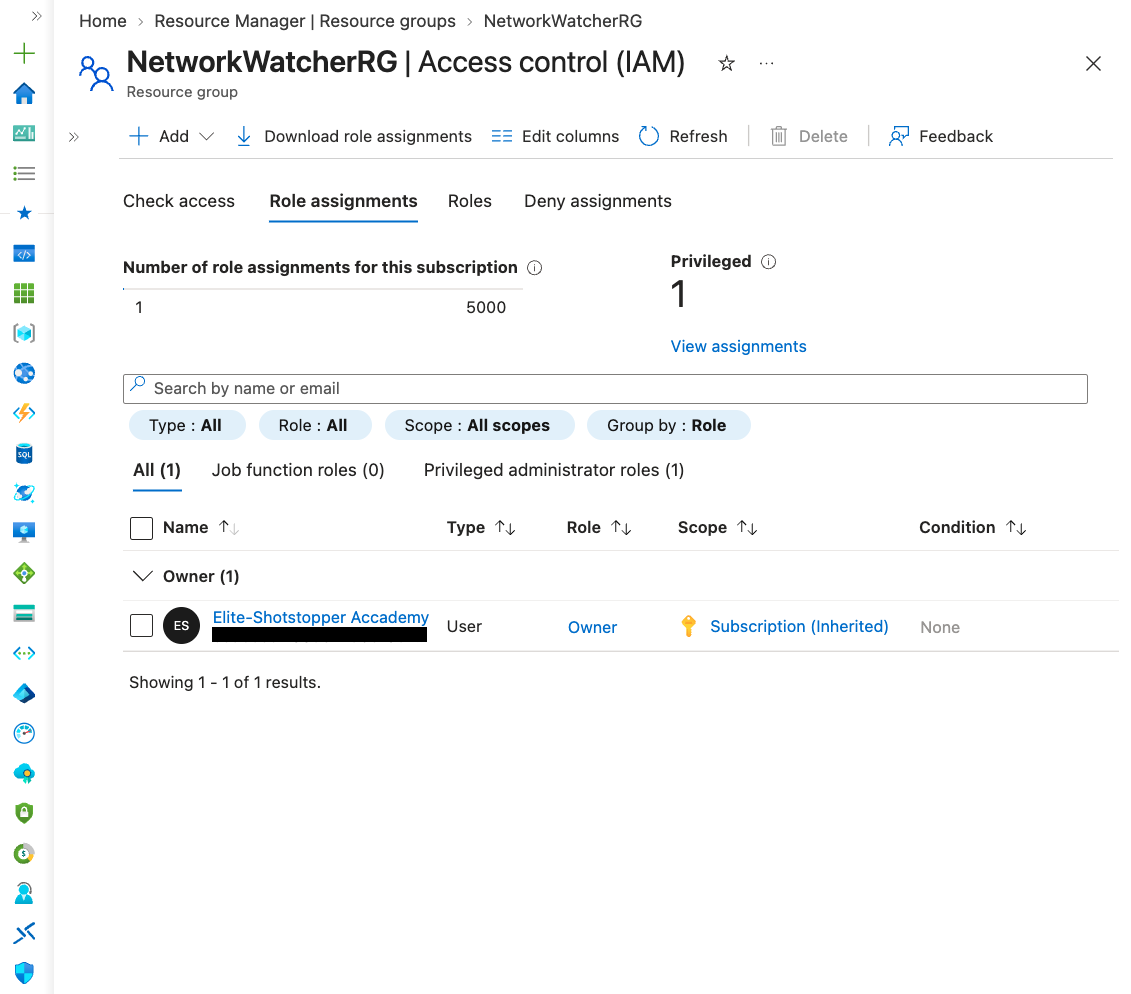 Home > Resource Manager | Resource groups > NetworkWatcherRG
NetworkWatcherRG | Access control (IAM)
Resource group
Add Download role assignments Edit columns Refresh Delete Feedback
Check access Role assignments Roles Deny assignments
Number of role assignments for this subscription
1 5000
Privileged
1
View assignments
Search by name or email
Type : All Role : All Scope : All scopes Group by : Role
All (1) Job function roles (0) Privileged administrator roles (1)
Name Type Role Scope Condition
Owner (1)
ES Elite-Shotstopper Accademy User Owner Subscription (Inherited) None
Showing 1 - 1 of 1 results.
SQL